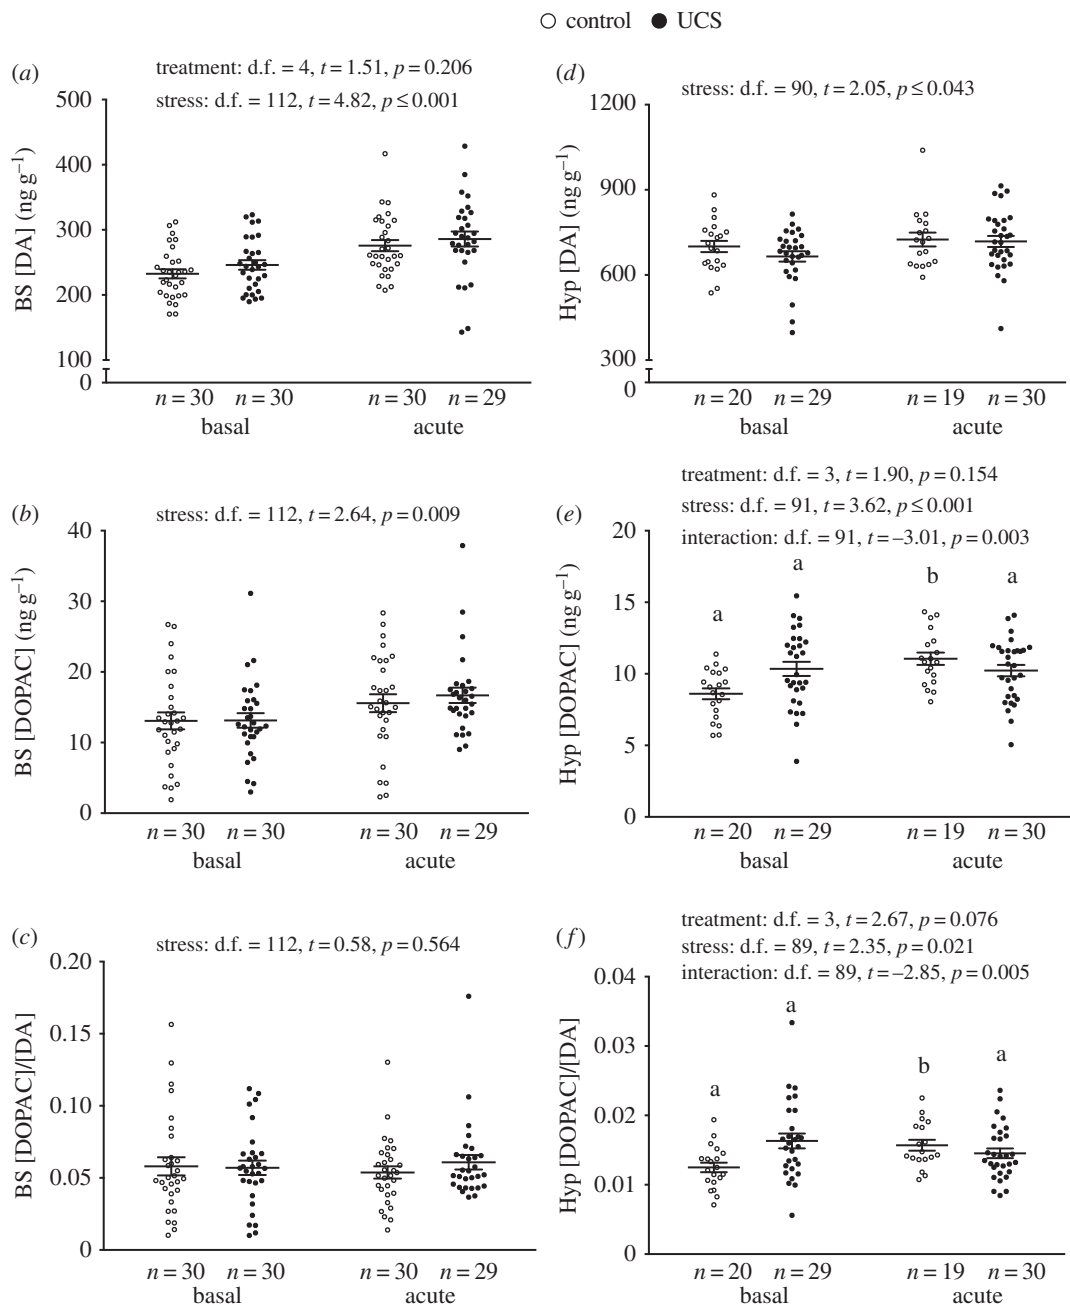 control UCS
(a)
treatment: d.f. = 4, t = 1.51, p = 0.206
stress: d.f. = 112, t = 4.82, p ≤ 0.001
BS [DA] (ng g⁻¹)
500
400
300
200
100
0
n = 30 n = 30 n = 30 n = 29
basal acute
(d)
stress: d.f. = 90, t = 2.05, p ≤ 0.043
Hyp [DA] (ng g⁻¹)
1200
900
600
300
0
n = 20 n = 29 n = 19 n = 30
basal acute
(b)
stress: d.f. = 112, t = 2.64, p = 0.009
BS [DOPAC] (ng g⁻¹)
40
30
20
10
0
n = 30 n = 30 n = 30 n = 29
basal acute
(e)
treatment: d.f. = 3, t = 1.90, p = 0.154
stress: d.f. = 91, t = 3.62, p ≤ 0.001
interaction: d.f. = 91, t = –3.01, p = 0.003
Hyp [DOPAC] (ng g⁻¹)
20
15
10
5
0
a a b a
n = 20 n = 29 n = 19 n = 30
basal acute
(c)
stress: d.f. = 112, t = 0.58, p = 0.564
BS [DOPAC]/[DA]
0.20
0.15
0.10
0.05
0
n = 30 n = 30 n = 30 n = 29
basal acute
(f)
treatment: d.f. = 3, t = 2.67, p = 0.076
stress: d.f. = 89, t = 2.35, p = 0.021
interaction: d.f. = 89, t = –2.85, p = 0.005
Hyp [DOPAC]/[DA]
0.04
0.03
0.02
0.01
0
a a b a
n = 20 n = 29 n = 19 n = 30
basal acute